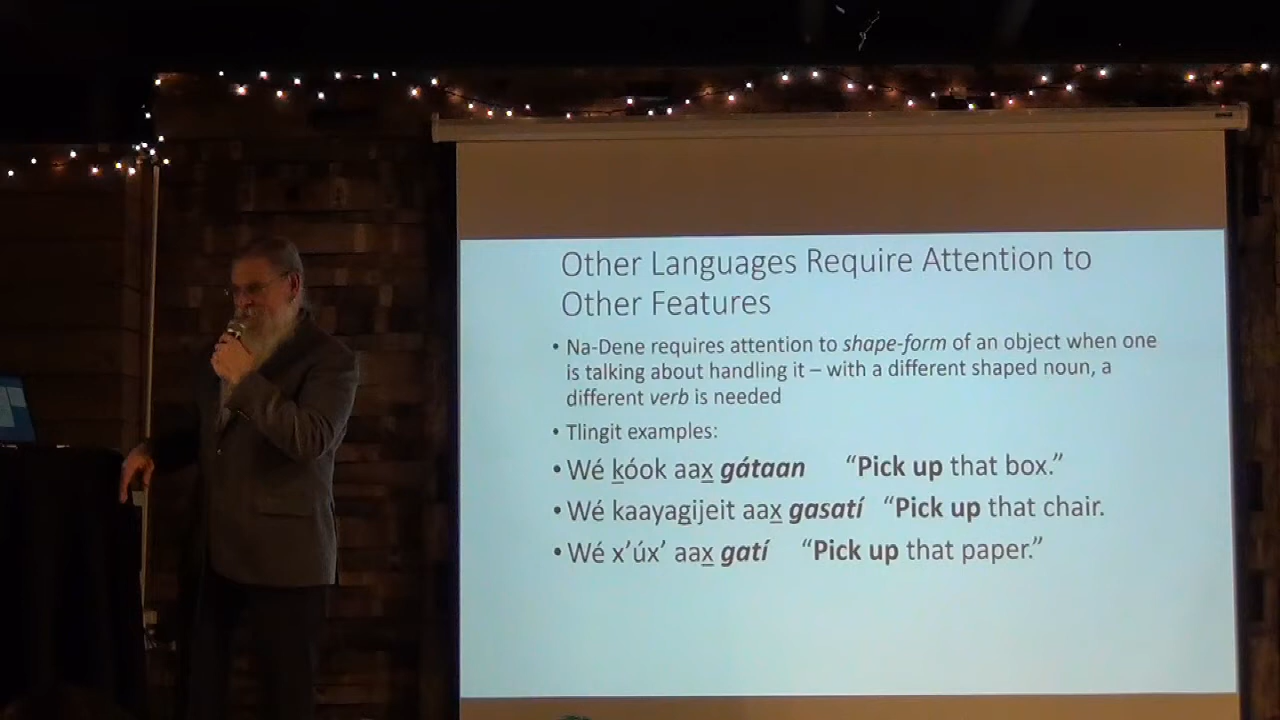 Other Languages Require Attention to
Other Features
• Na-Dene requires attention to shape-form of an object when one
is talking about handling it – with a different shaped noun, a
different verb is needed
• Tlingit examples:
• Wé ḵóok aax̱ gátaan "Pick up that box."
• Wé kaayag̱ijeit aax̱ gasatí "Pick up that chair.
• Wé x'úx' aax̱ gatí "Pick up that paper."